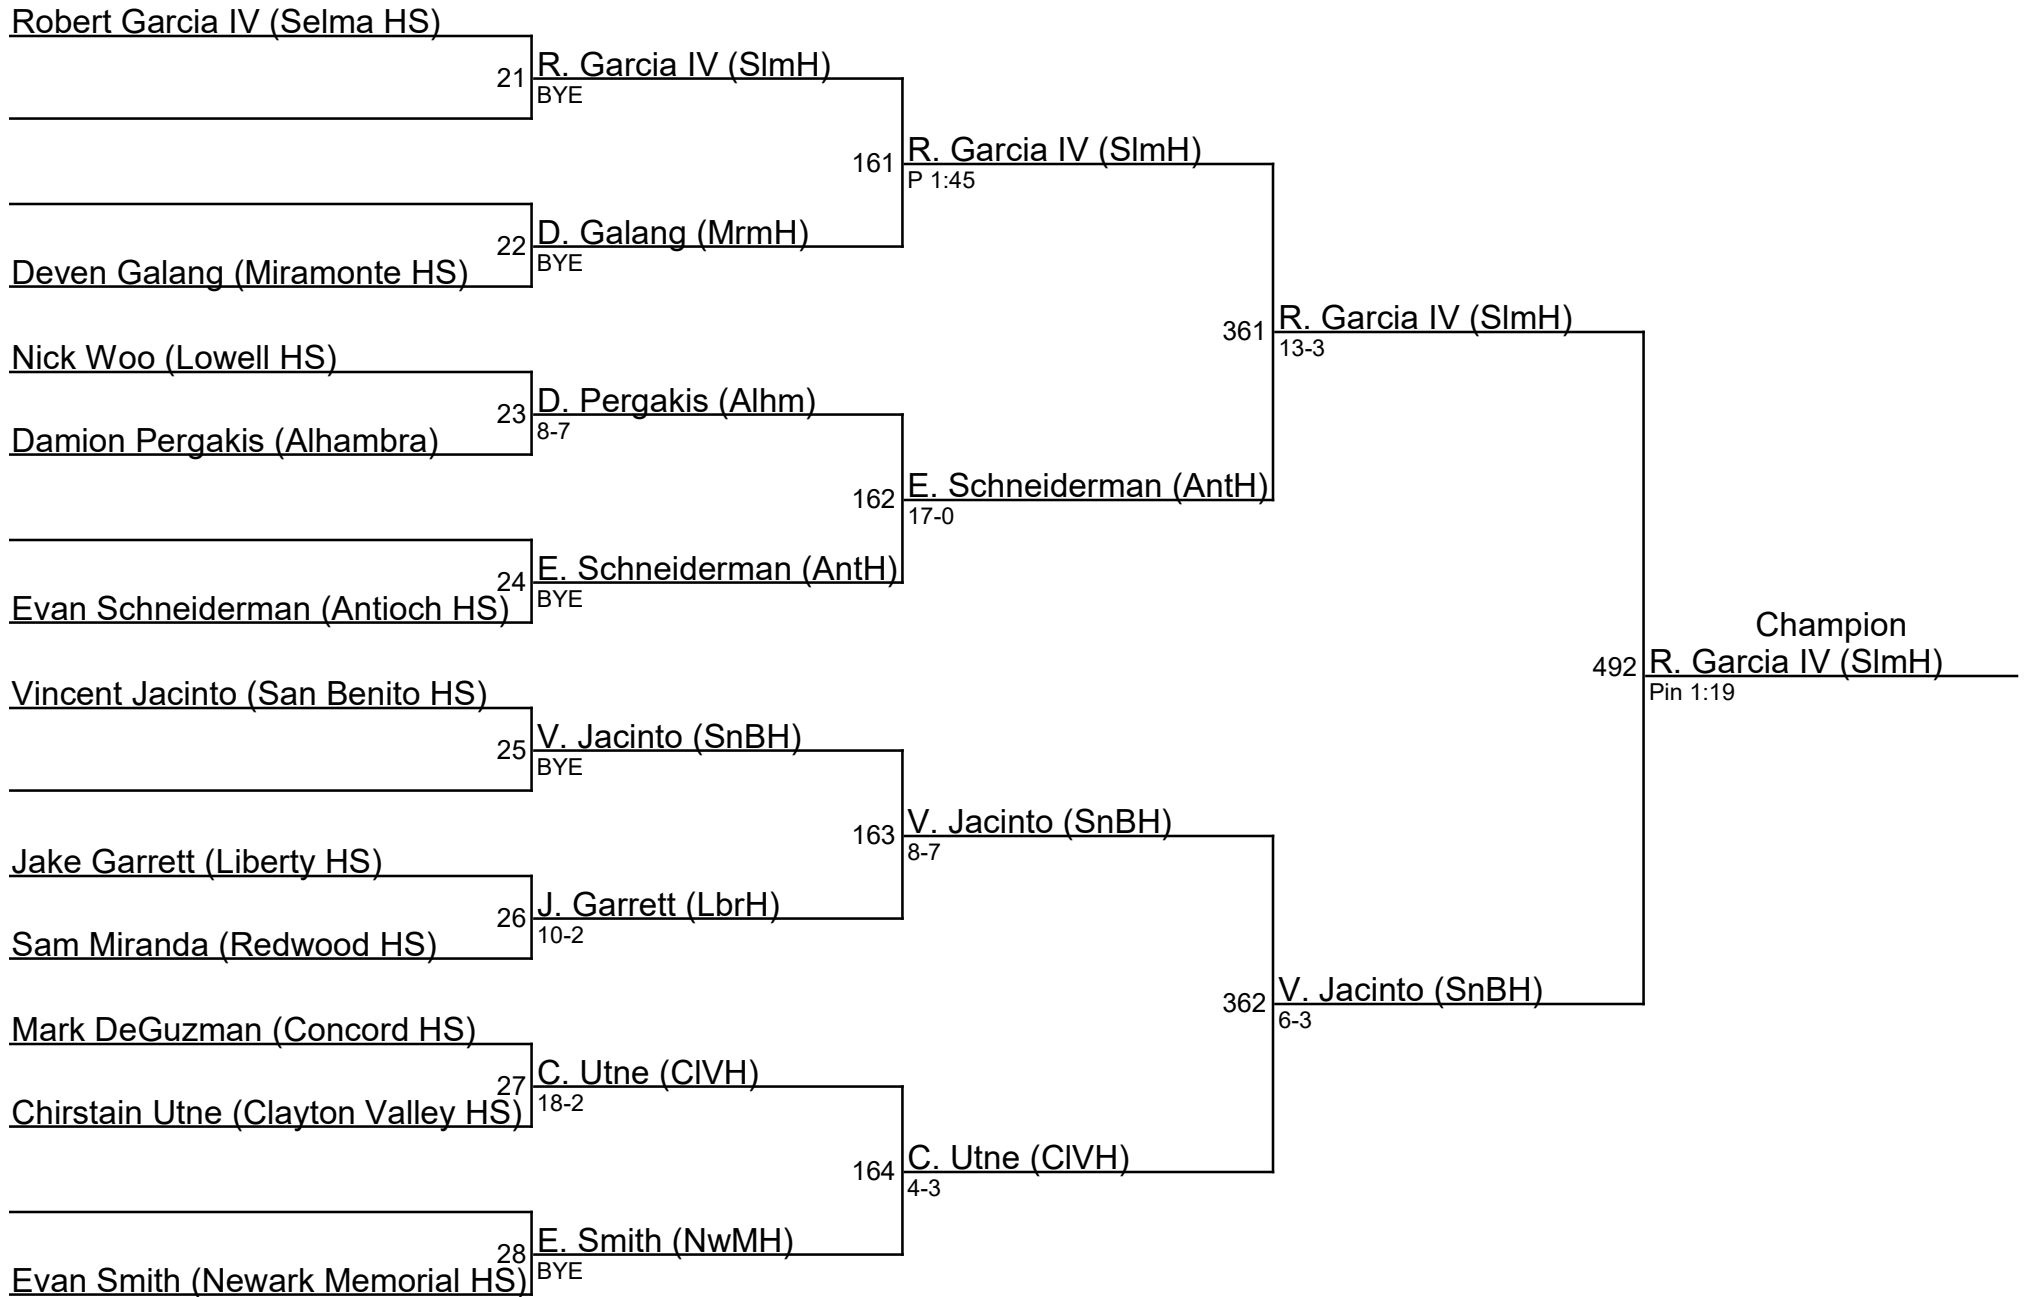 Robert Garcia IV (Selma HS)
21
R. Garcia IV (SlmH)
BYE
161
R. Garcia IV (SlmH)
P 1:45
22
D. Galang (MrmH)
BYE
Deven Galang (Miramonte HS)
361
R. Garcia IV (SlmH)
13-3
Nick Woo (Lowell HS)
23
D. Pergakis (Alhm)
8-7
Damion Pergakis (Alhambra)
162
E. Schneiderman (AntH)
17-0
24
E. Schneiderman (AntH)
BYE
Evan Schneiderman (Antioch HS)
Champion
492
R. Garcia IV (SlmH)
Pin 1:19
Vincent Jacinto (San Benito HS)
25
V. Jacinto (SnBH)
BYE
163
V. Jacinto (SnBH)
8-7
Jake Garrett (Liberty HS)
26
J. Garrett (LbrH)
10-2
Sam Miranda (Redwood HS)
362
V. Jacinto (SnBH)
6-3
Mark DeGuzman (Concord HS)
27
C. Utne (ClVH)
18-2
Chirstain Utne (Clayton Valley HS)
164
C. Utne (ClVH)
4-3
28
E. Smith (NwMH)
BYE
Evan Smith (Newark Memorial HS)